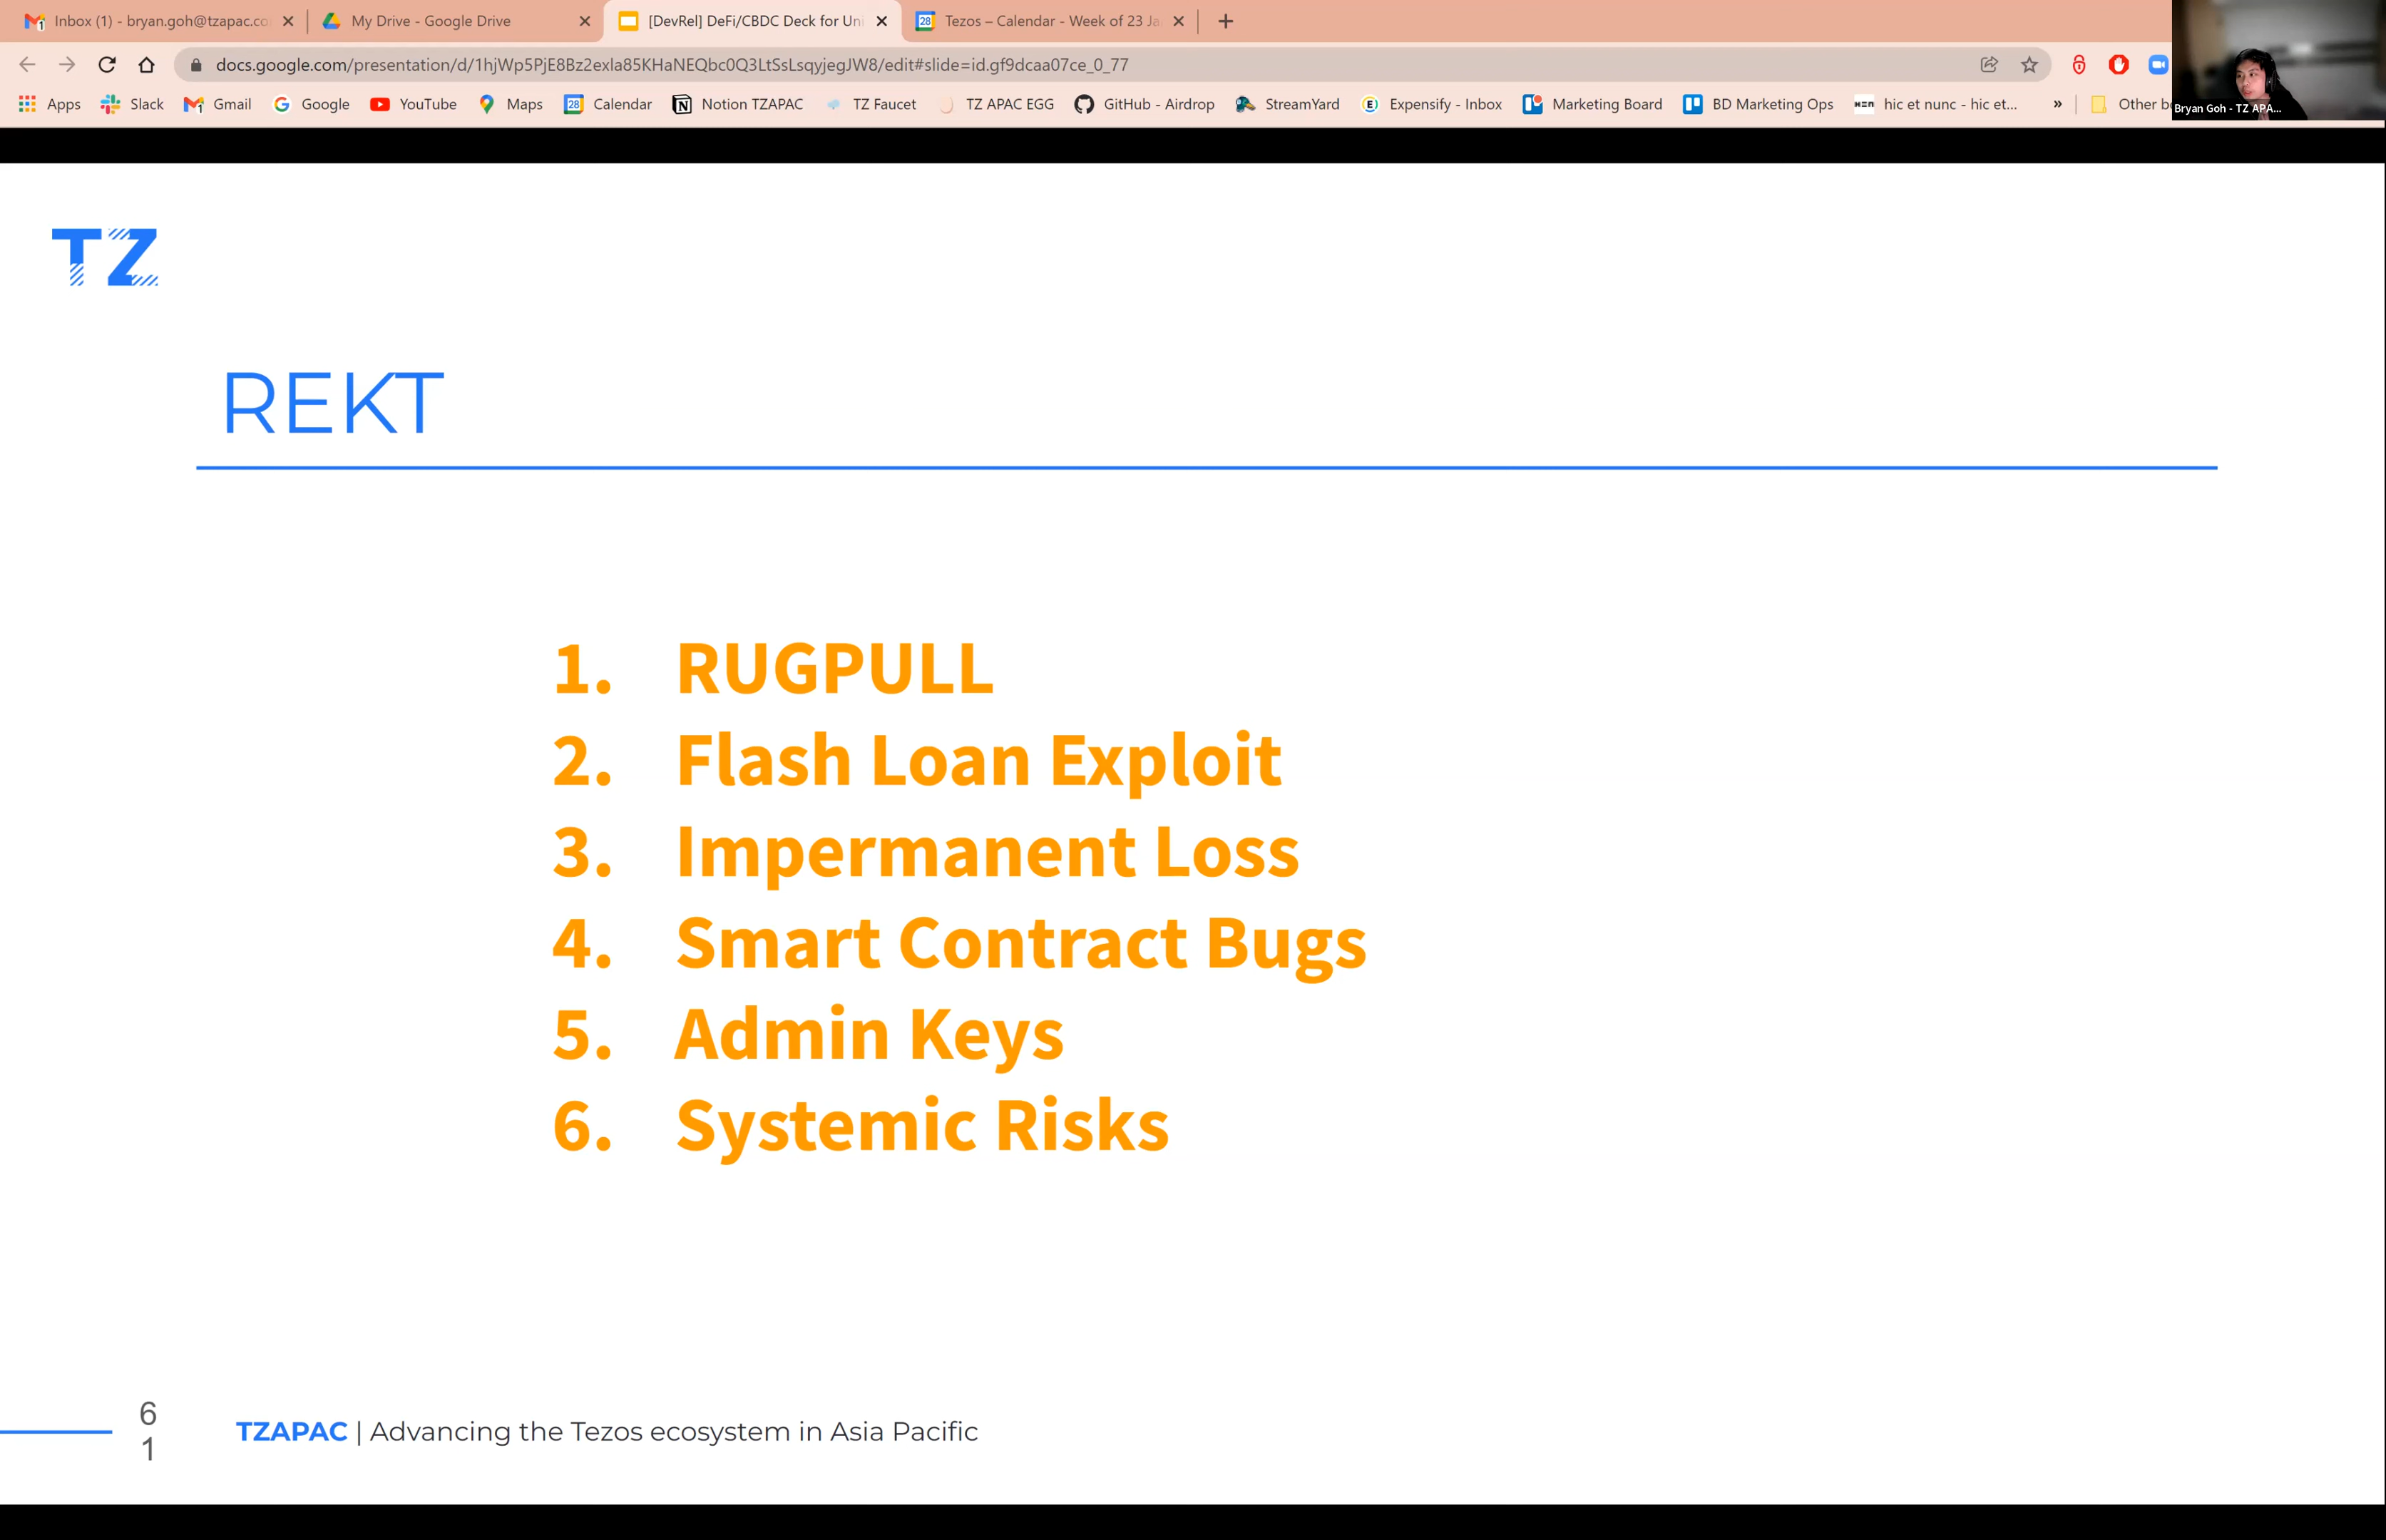 Inbox (1) - bryan.goh@tzapac.co
My Drive - Google Drive
[DevRel] DeFi/CBDC Deck for Uni
Tezos – Calendar - Week of 23 Ja
docs.google.com/presentation/d/1hjWp5PjE8Bz2exla85KHaNEQbc0Q3LtSsLsqyjegJW8/edit#slide=id.gf9dcaa07ce_0_77
Apps Slack Gmail Google YouTube Maps Calendar Notion TZAPAC TZ Faucet TZ APAC EGG GitHub - Airdrop StreamYard Expensify - Inbox Marketing Board BD Marketing Ops hic et nunc - hic et... » Other b
Bryan Goh - TZ APA...
TZ
REKT
1. RUGPULL
2. Flash Loan Exploit
3. Impermanent Loss
4. Smart Contract Bugs
5. Admin Keys
6. Systemic Risks
6
1
TZAPAC | Advancing the Tezos ecosystem in Asia Pacific